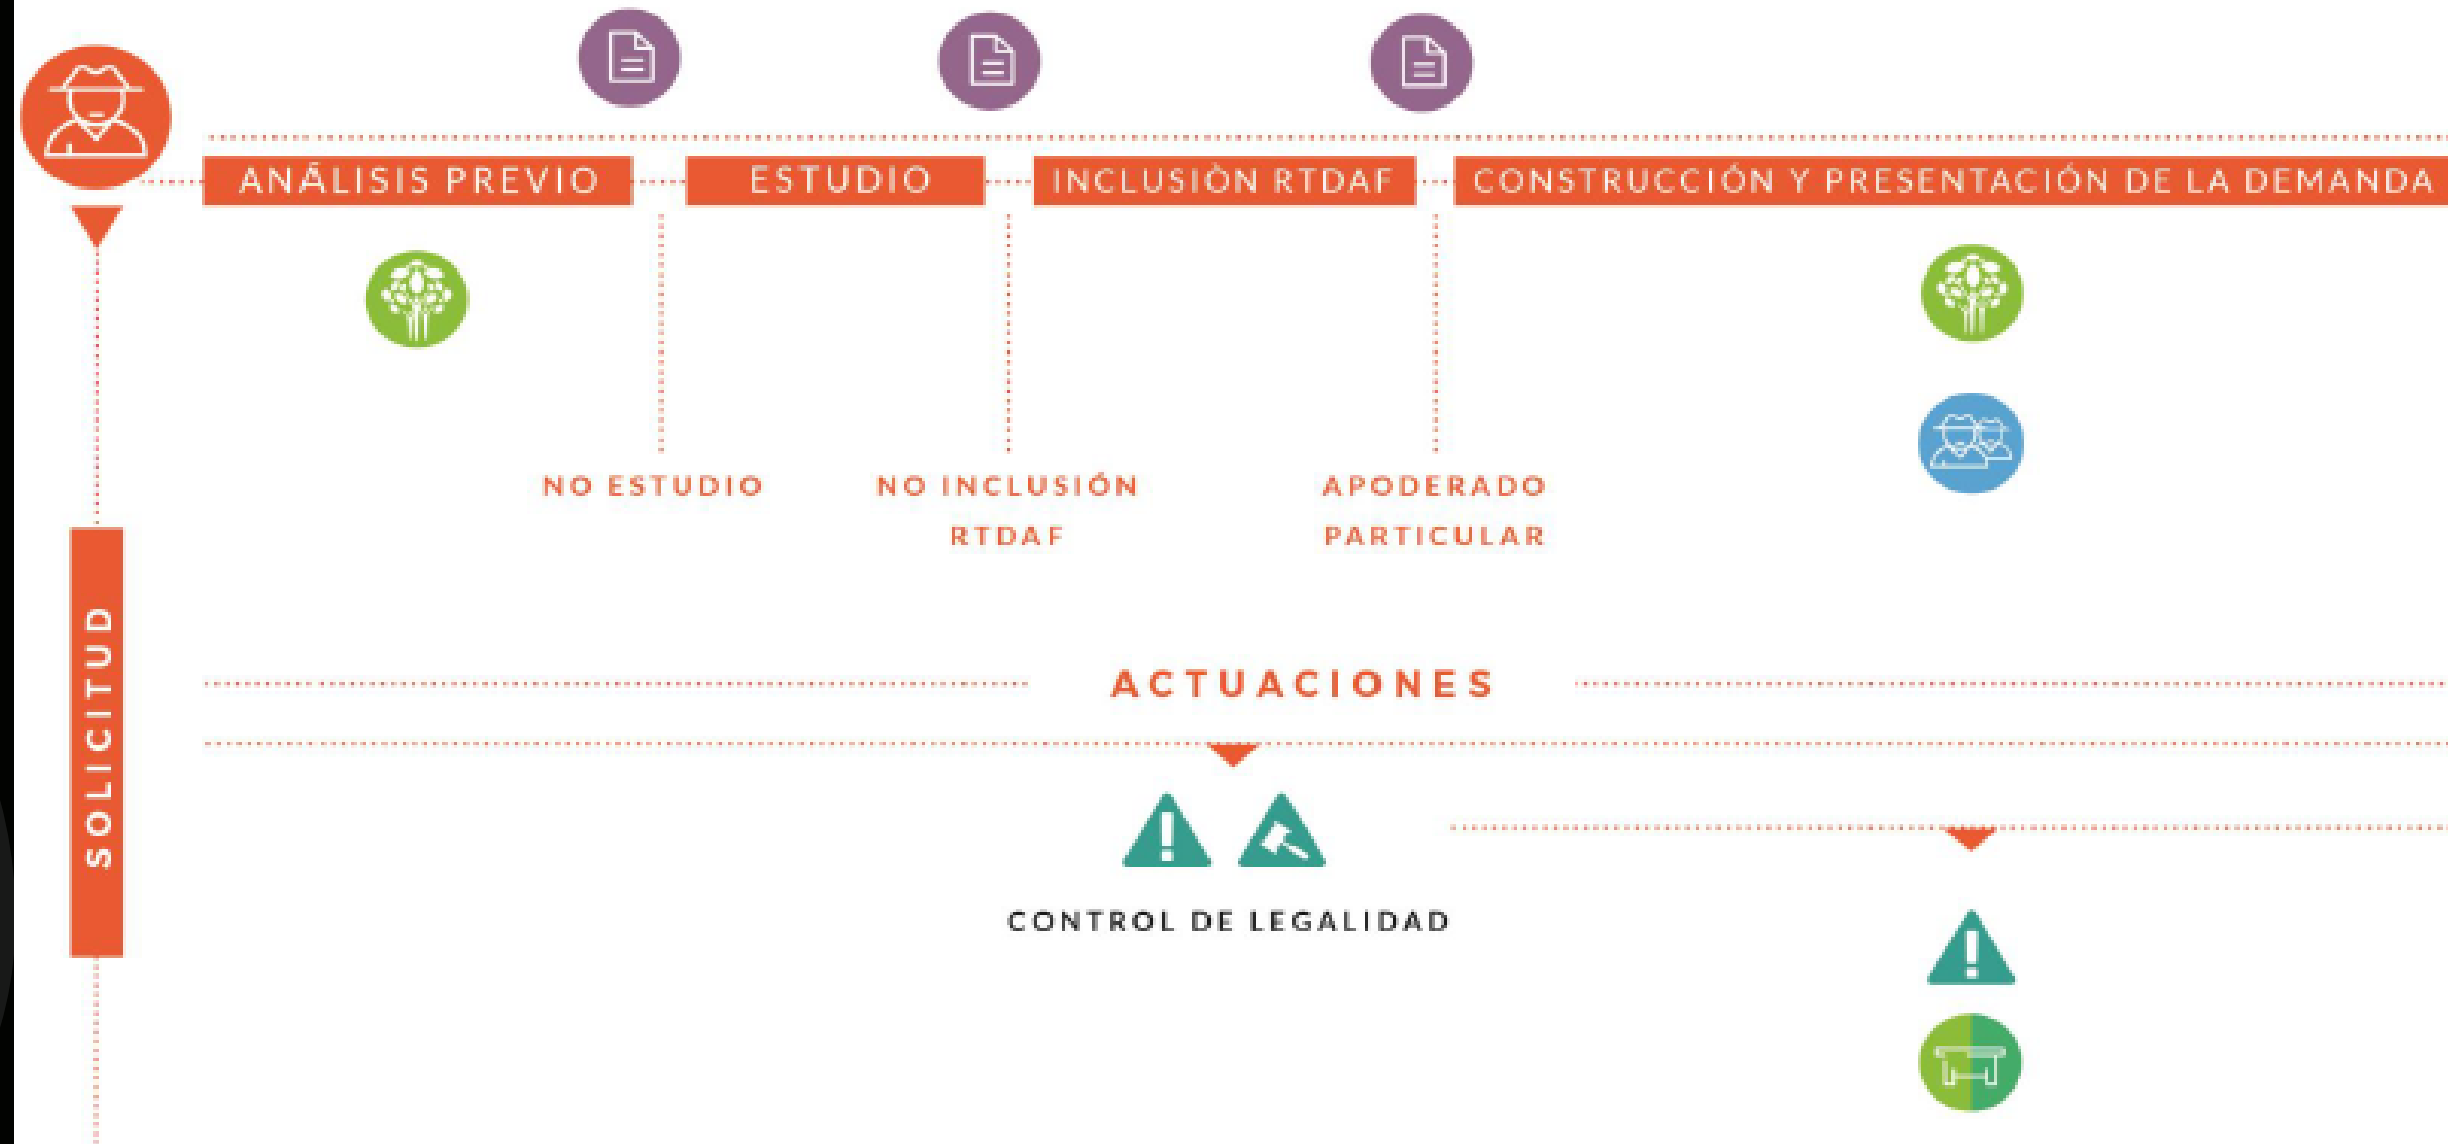 ANÁLISIS PREVIO
ESTUDIO
INCLUSIÒN RTDAF
CONSTRUCCIÓN Y PRESENTACIÓN DE LA DEMANDA
NO ESTUDIO
NO INCLUSIÓN
RTDAF
APODERADO
PARTICULAR
SOLICITUD
ACTUACIONES
CONTROL DE LEGALIDAD